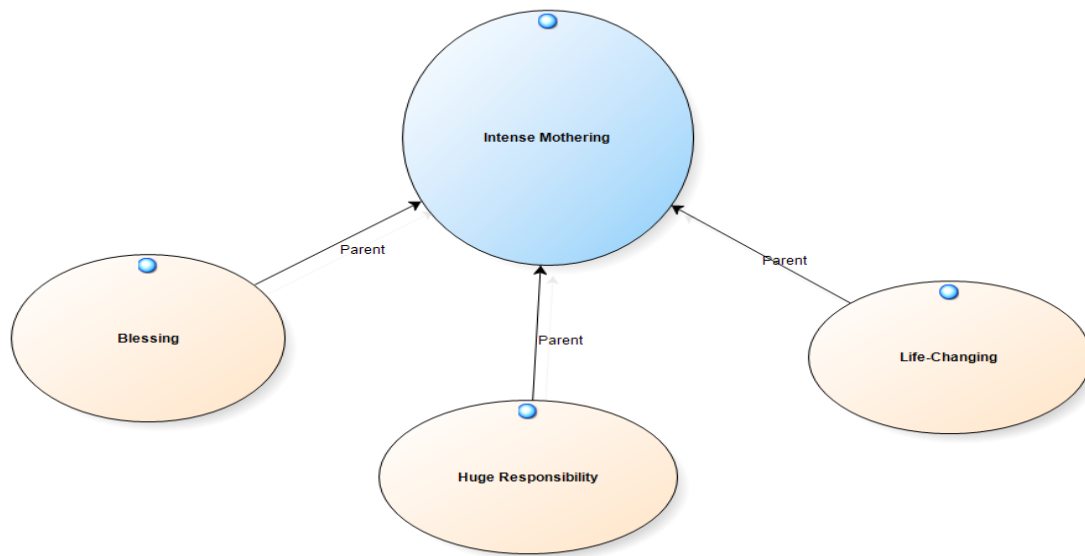 Intense Mothering
Parent
Parent
Parent
Blessing
Life-Changing
Huge Responsibility